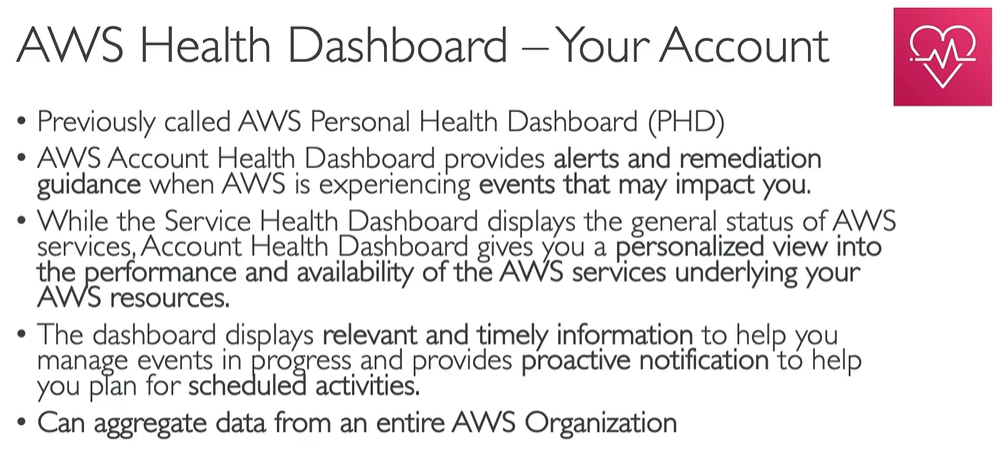 AWS Health Dashboard – Your Account
• Previously called AWS Personal Health Dashboard (PHD)
• AWS Account Health Dashboard provides alerts and remediation
guidance when AWS is experiencing events that may impact you.
• While the Service Health Dashboard displays the general status of AWS
services, Account Health Dashboard gives you a personalized view into
the performance and availability of the AWS services underlying your
AWS resources.
• The dashboard displays relevant and timely information to help you
manage events in progress and provides proactive notification to help
you plan for scheduled activities.
• Can aggregate data from an entire AWS Organization